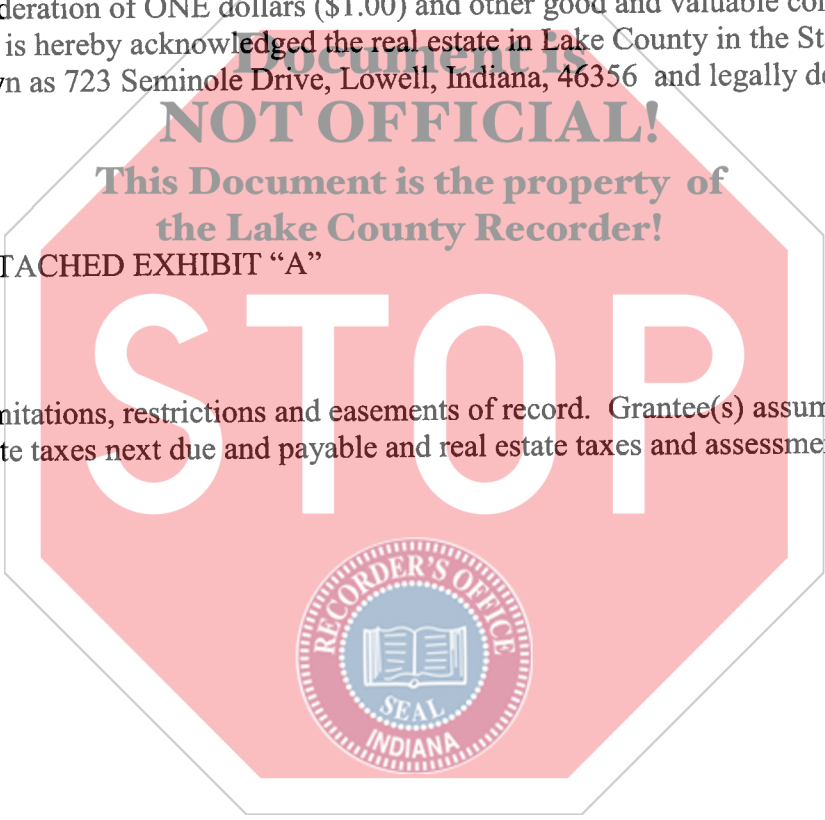 deration of ONE dollars ($1.00) and other good and valuable con
is hereby acknowledged the real estate in Lake County in the St
Document is
n as 723 Seminole Drive, Lowell, Indiana, 46356 and legally de
NOT OFFICIAL!
This Document is the property of
the Lake County Recorder!
TACHED EXHIBIT “A”
STOP
mitations, restrictions and easements of record. Grantee(s) assum
te taxes next due and payable and real estate taxes and assessme
RECORDER'S OFFICE
SEAL
INDIANA